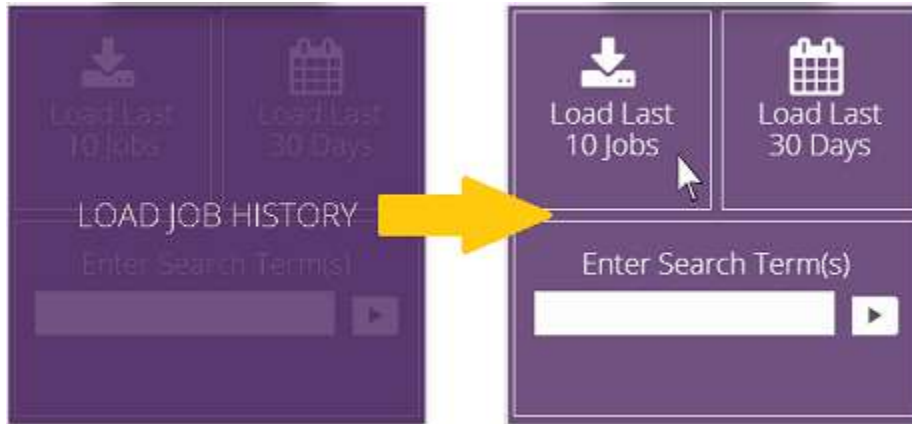 Load Last
10 Jobs
Load Last
30 Days
LOAD JOB HISTORY
Enter Search Term(s)
Load Last
10 Jobs
Load Last
30 Days
Enter Search Term(s)